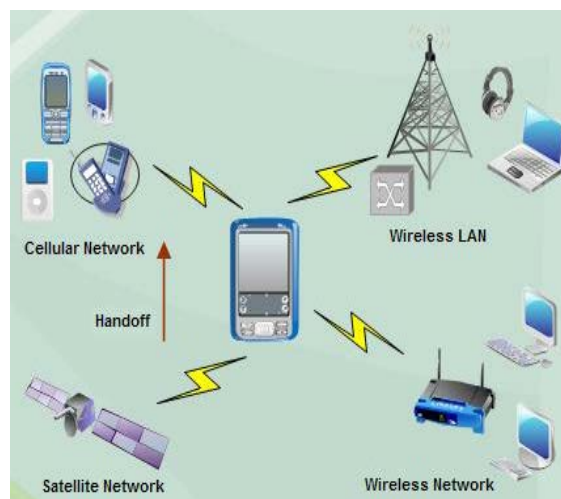 Cellular Network
Wireless LAN
Handoff
Satellite Network
Wireless Network